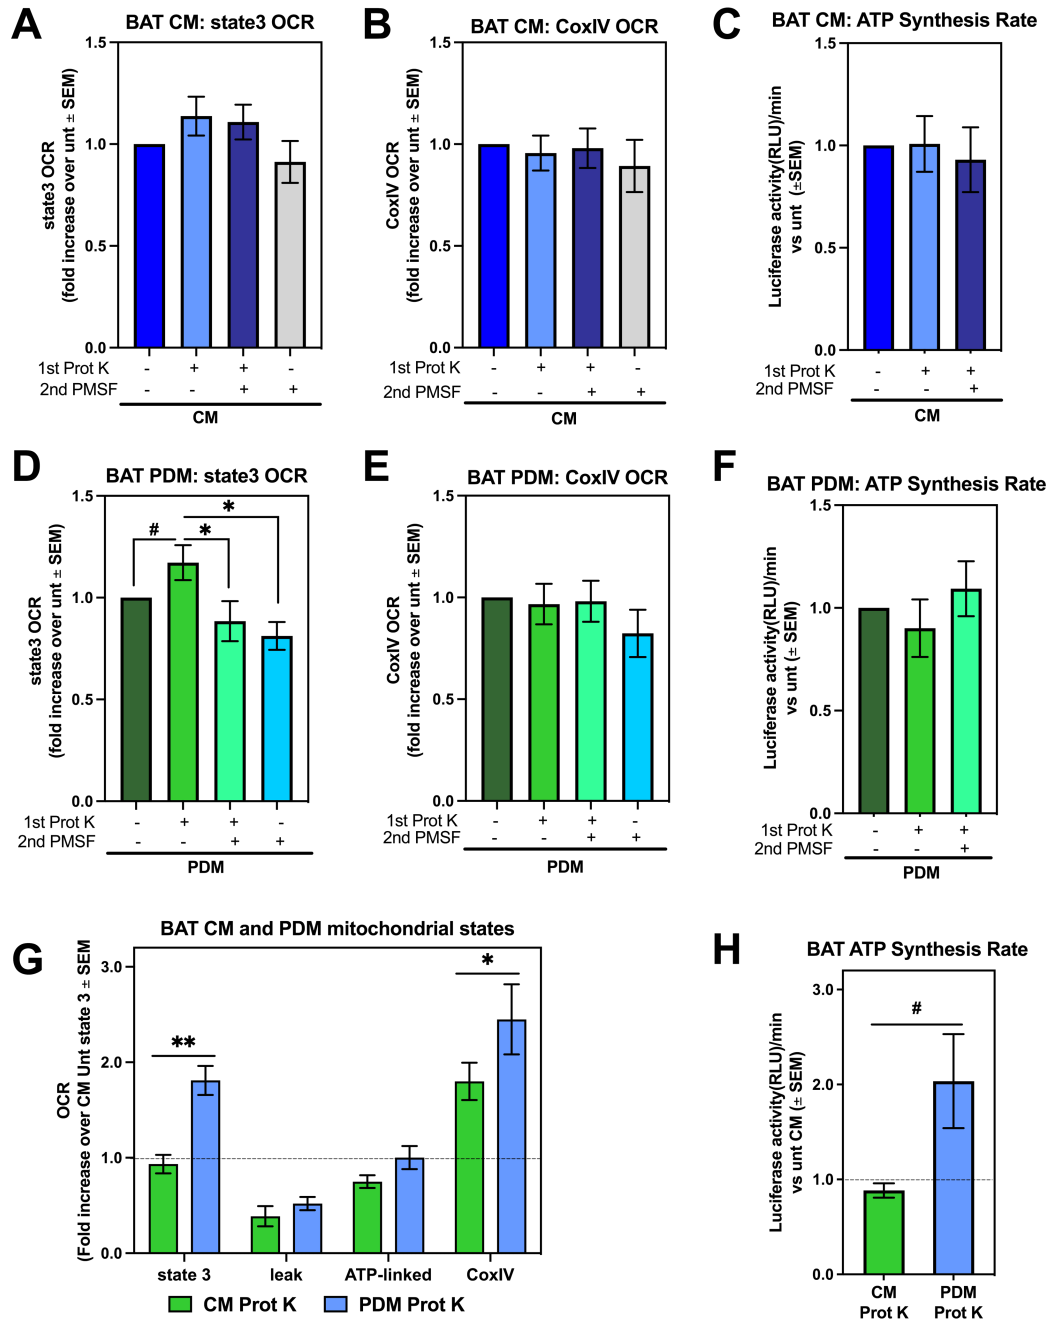 A
BAT CM: state3 OCR
state3 OCR
(fold increase over unt ± SEM)
1.5
1.0
0.5
0.0
1st Prot K - + + -
2nd PMSF - - + +
CM
B
BAT CM: CoxIV OCR
CoxIV OCR
(fold increase over unt ± SEM)
1.5
1.0
0.5
0.0
1st Prot K - + + -
2nd PMSF - - + +
CM
C
BAT CM: ATP Synthesis Rate
Luciferase activity(RLU)/min
vs unt (±SEM)
1.5
1.0
0.5
0.0
1st Prot K - + +
2nd PMSF - - +
CM
D
BAT PDM: state3 OCR
state3 OCR
(fold increase over unt ± SEM)
1.5
1.0
0.5
0.0
*
# *
1st Prot K - + + -
2nd PMSF - - + +
PDM
E
BAT PDM: CoxIV OCR
CoxIV OCR
(fold increase over unt ± SEM)
1.5
1.0
0.5
0.0
1st Prot K - + + -
2nd PMSF - - + +
PDM
F
BAT PDM: ATP Synthesis Rate
Luciferase activity(RLU)/min
vs unt (± SEM)
1.5
1.0
0.5
0.0
1st Prot K - + +
2nd PMSF - - +
PDM
G
BAT CM and PDM mitochondrial states
OCR
(Fold increase over CM Unt state 3 ± SEM
3.0
2.0
1.0
0.0
**
*
state 3 leak ATP-linked CoxIV
CM Prot K PDM Prot K
H
BAT ATP Synthesis Rate
Luciferase activity(RLU)/min
vs unt CM (± SEM)
3.0
2.0
1.0
0.0
#
CM PDM
Prot K Prot K